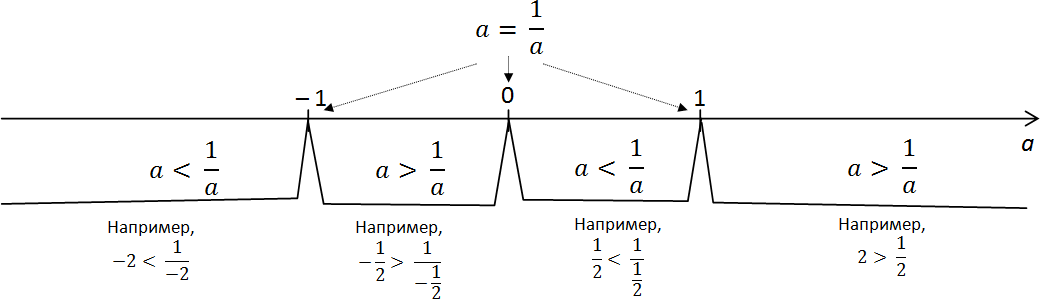 a = 1/a
−1 0 1
a
a < 1/a a > 1/a a < 1/a a > 1/a
Например, Например, Например, Например,
−2 < 1/−2 −1/2 > 1/(−1/2) 1/2 < 1/(1/2) 2 > 1/2